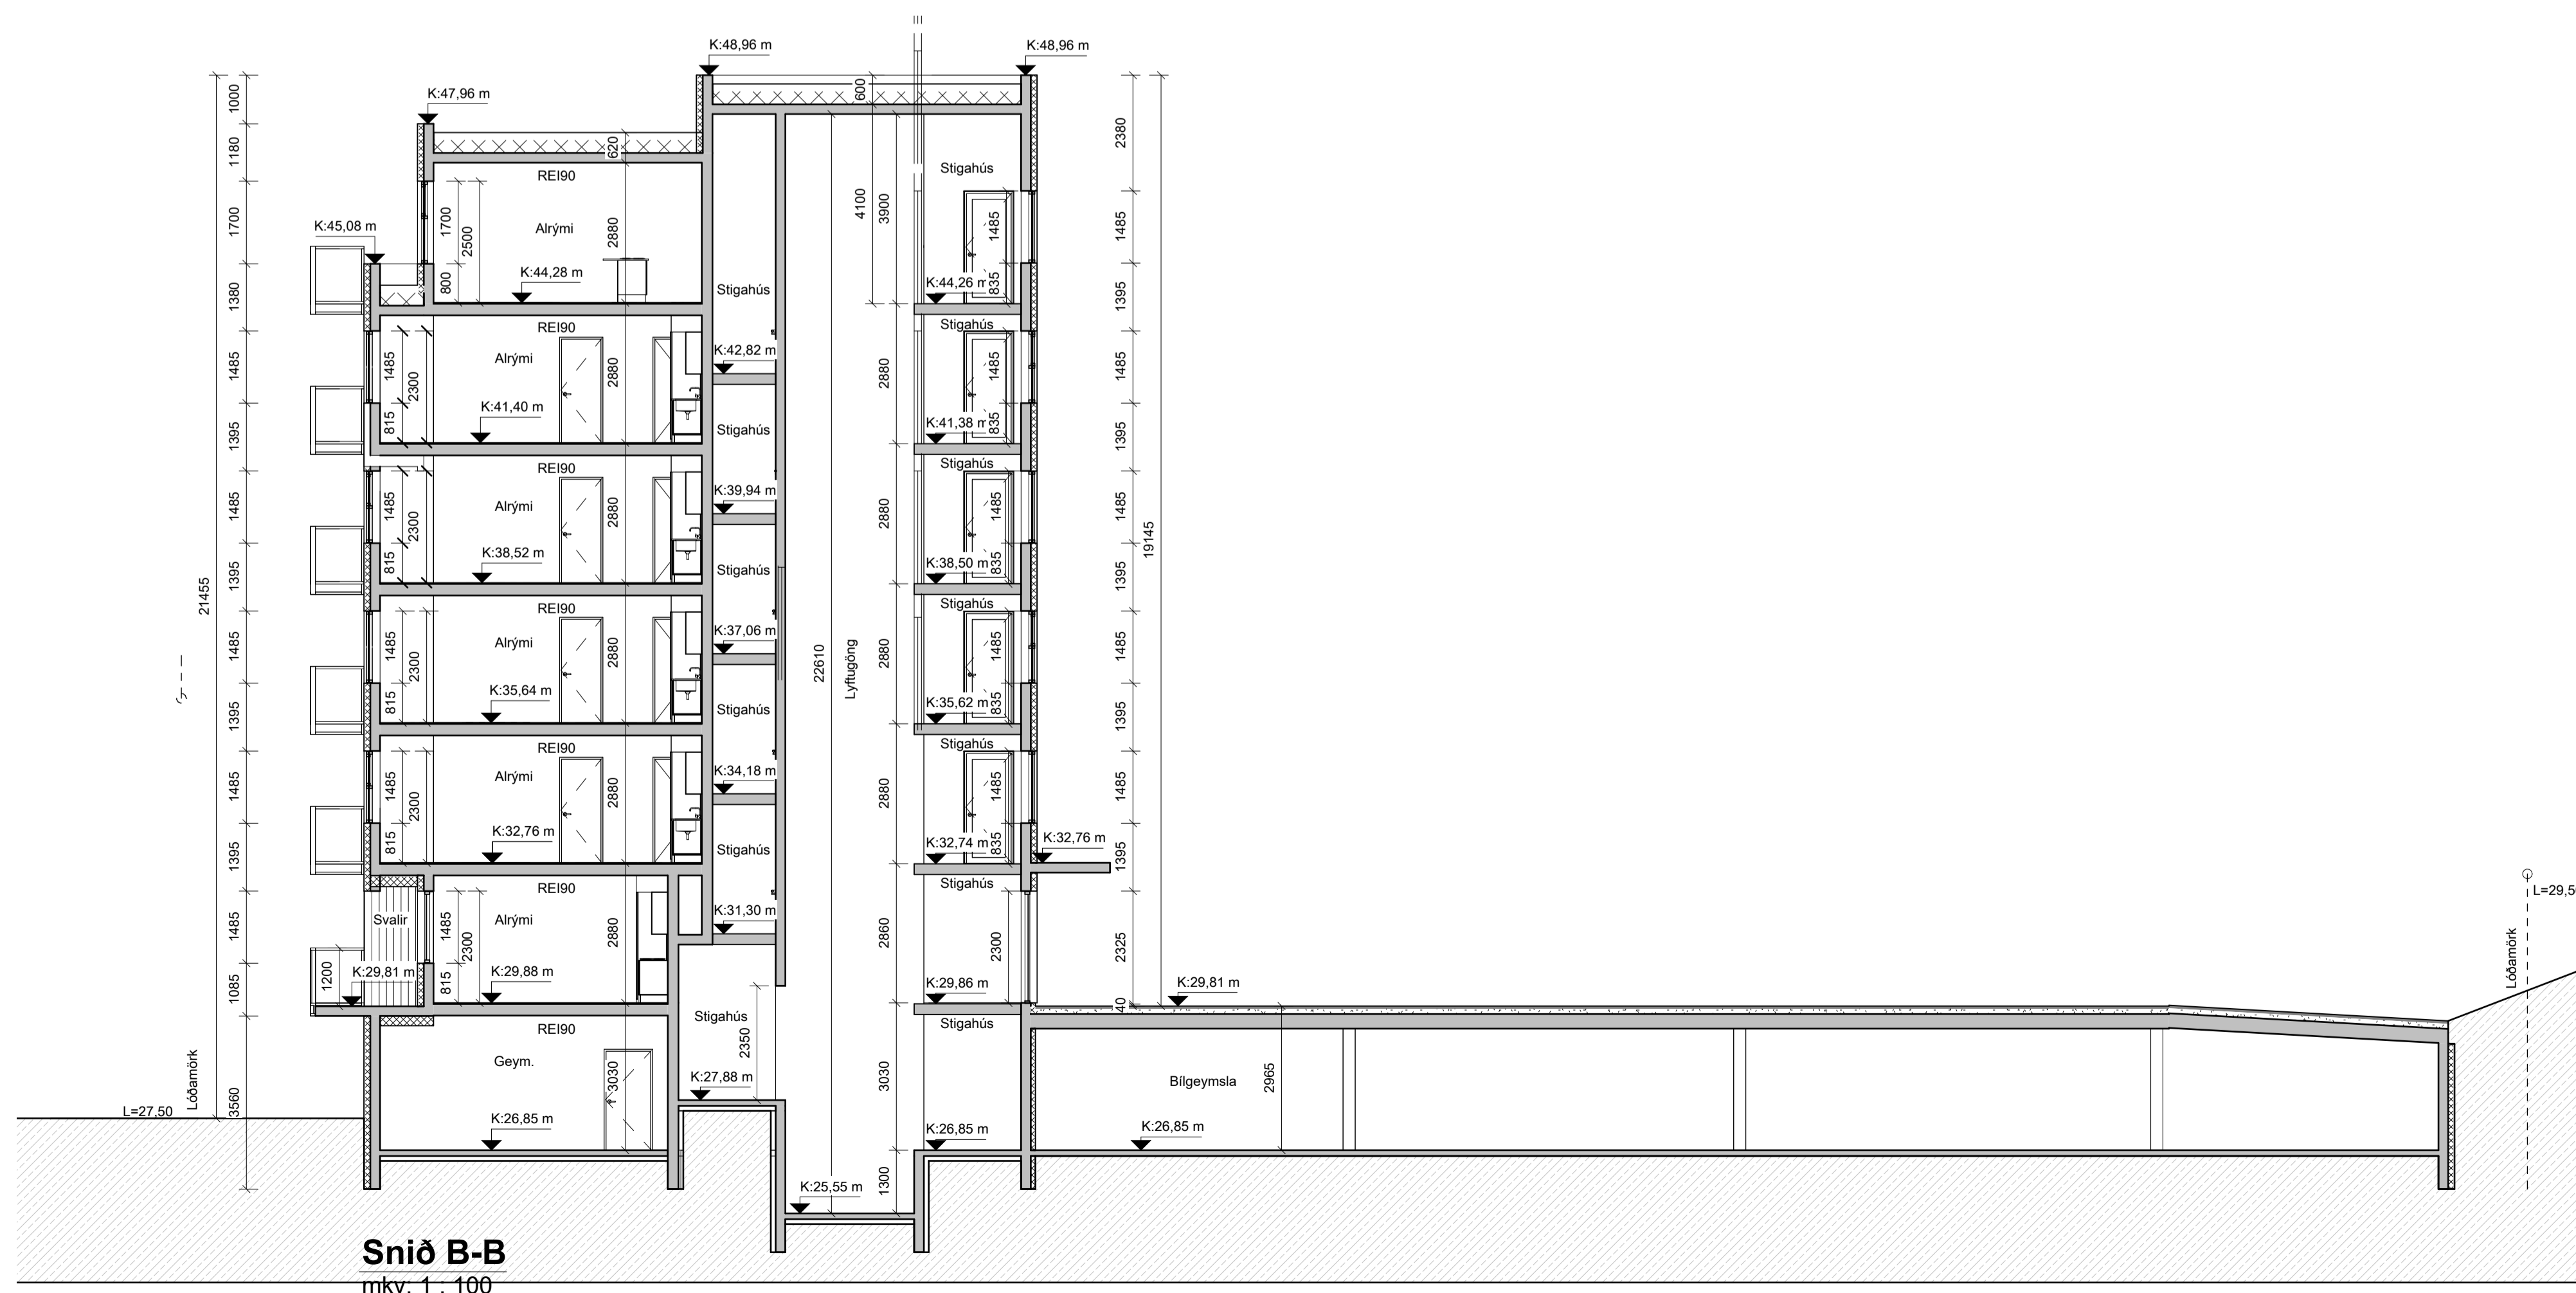 K:48,96 m
K:48,96 m
K:47,96 m
K:45,08 m
1000
1180
1700
1380
1485
1395
1485
1395
1485
1395
1485
1395
1485
1085
3560
21455
Lóðamörk
L=27,50
620
REI90
Alrými
1700
2500
800
2880
K:44,28 m
REI90
Alrými
1485
2300
815
2880
K:41,40 m
REI90
Alrými
1485
2300
815
2880
K:38,52 m
REI90
Alrými
1485
2300
815
2880
K:35,64 m
REI90
Alrými
1485
2300
815
2880
K:32,76 m
REI90
Svalir
Alrými
1485
2300
815
2880
1200
K:29,81 m
K:29,88 m
REI90
Geym.
3030
K:26,85 m
Stigahús
K:42,82 m
Stigahús
K:39,94 m
Stigahús
K:37,06 m
Stigahús
K:34,18 m
Stigahús
K:31,30 m
Stigahús
2350
K:27,88 m
22610
Lyftugöng
K:25,55 m
600
4100
3900
2880
2880
2880
2880
2860
3030
1300
Stigahús
1485
835
K:44,26 m
Stigahús
1485
835
K:41,38 m
Stigahús
1485
835
K:38,50 m
Stigahús
1485
835
K:35,62 m
Stigahús
1485
835
K:32,74 m
K:32,76 m
Stigahús
2300
K:29,86 m
Stigahús
K:26,85 m
2380
1485
1395
1485
1395
1485
1395
1485
1395
1485
1395
2325
40
19145
K:29,81 m
Bílgeymsla
2965
K:26,85 m
Lóðamörk
L=29,5
Snið B-B
mkv: 1 : 100